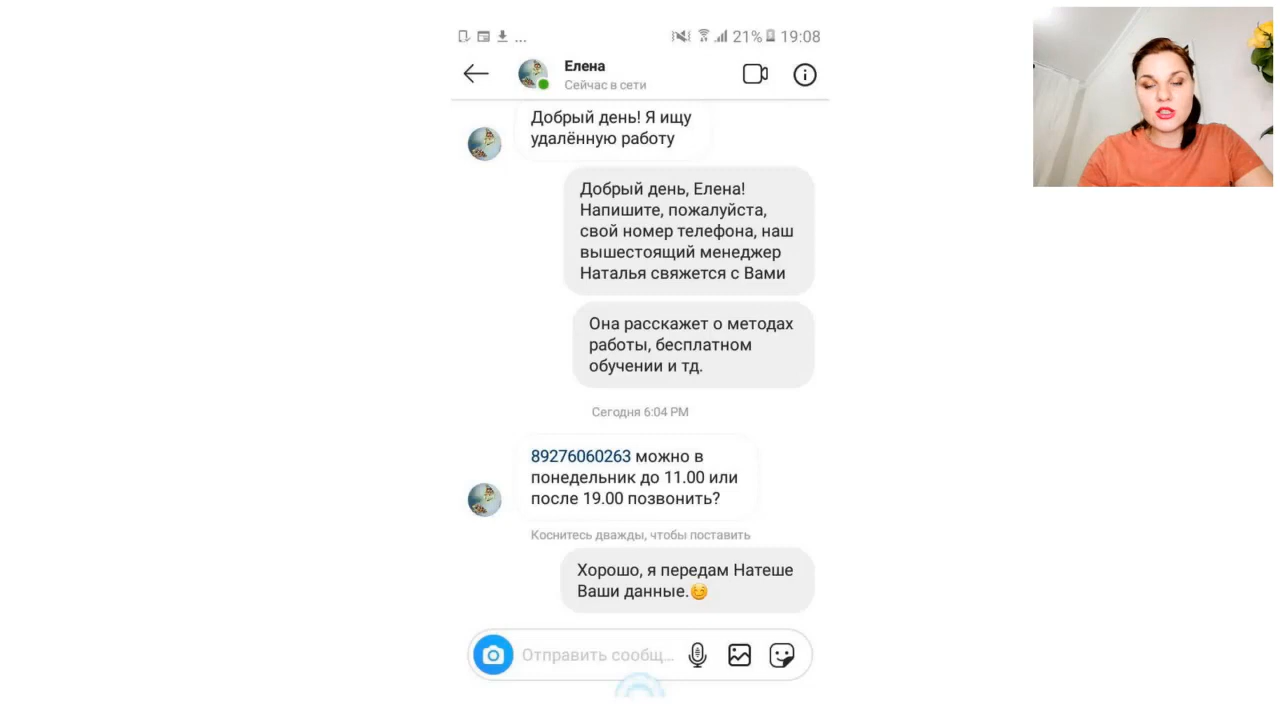 ... 21% 19:08
Елена
Сейчас в сети
Добрый день! Я ищу
удалённую работу
Добрый день, Елена!
Напишите, пожалуйста,
свой номер телефона, наш
вышестоящий менеджер
Наталья свяжется с Вами
Она расскажет о методах
работы, бесплатном
обучении и тд.
Сегодня 6:04 PM
89276060263 можно в
понедельник до 11.00 или
после 19.00 позвонить?
Коснитесь дважды, чтобы поставить
Хорошо, я передам Натеше
Ваши данные.😊
Отправить сообщ...